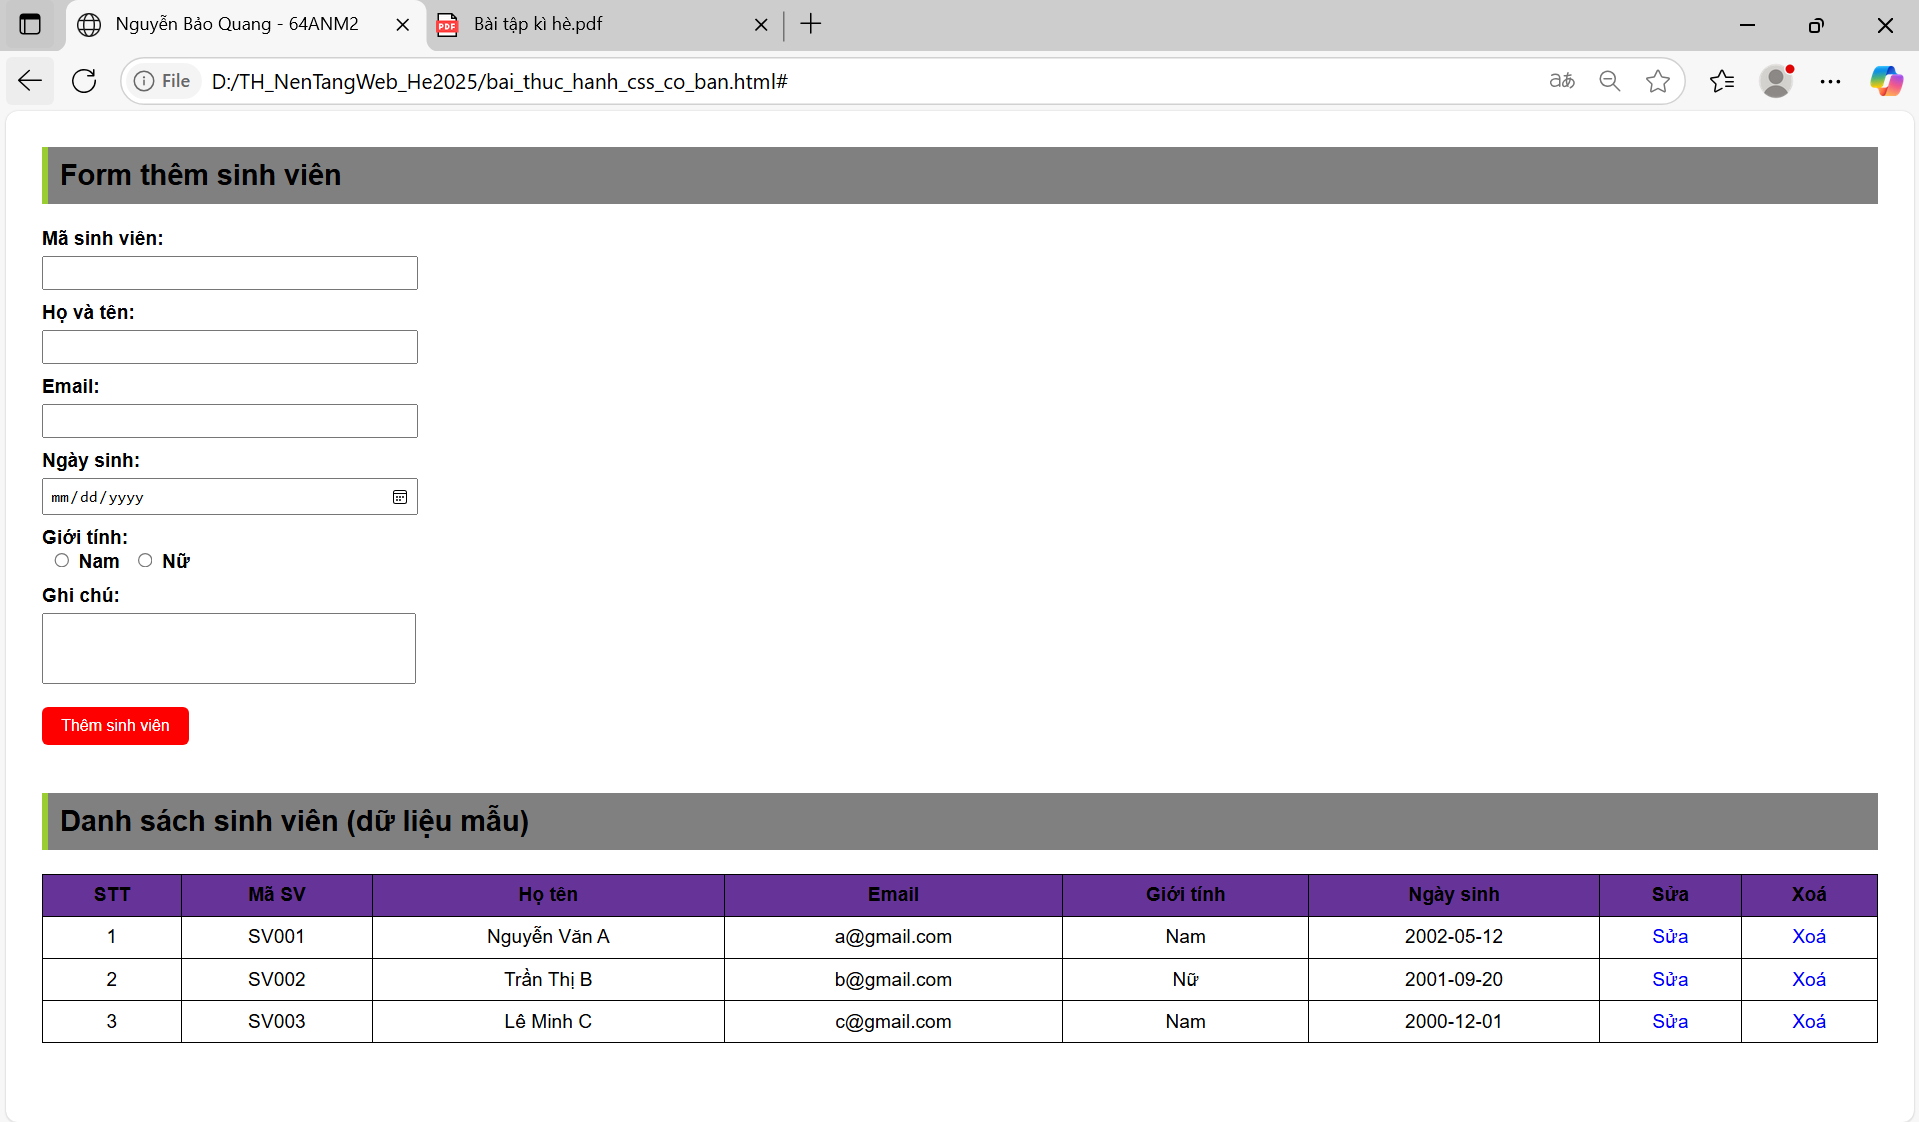 Nguyễn Bảo Quang - 64ANM2
Bài tập kì hè.pdf
File D:/TH_NenTangWeb_He2025/bai_thuc_hanh_css_co_ban.html#
Form thêm sinh viên
Mã sinh viên:
Họ và tên:
Email:
Ngày sinh:
mm/dd/yyyy
Giới tính:
Nam Nữ
Ghi chú:
Thêm sinh viên
Danh sách sinh viên (dữ liệu mẫu)
STT Mã SV Họ tên Email Giới tính Ngày sinh Sửa Xoá
1 SV001 Nguyễn Văn A a@gmail.com Nam 2002-05-12 Sửa Xoá
2 SV002 Trần Thị B b@gmail.com Nữ 2001-09-20 Sửa Xoá
3 SV003 Lê Minh C c@gmail.com Nam 2000-12-01 Sửa Xoá